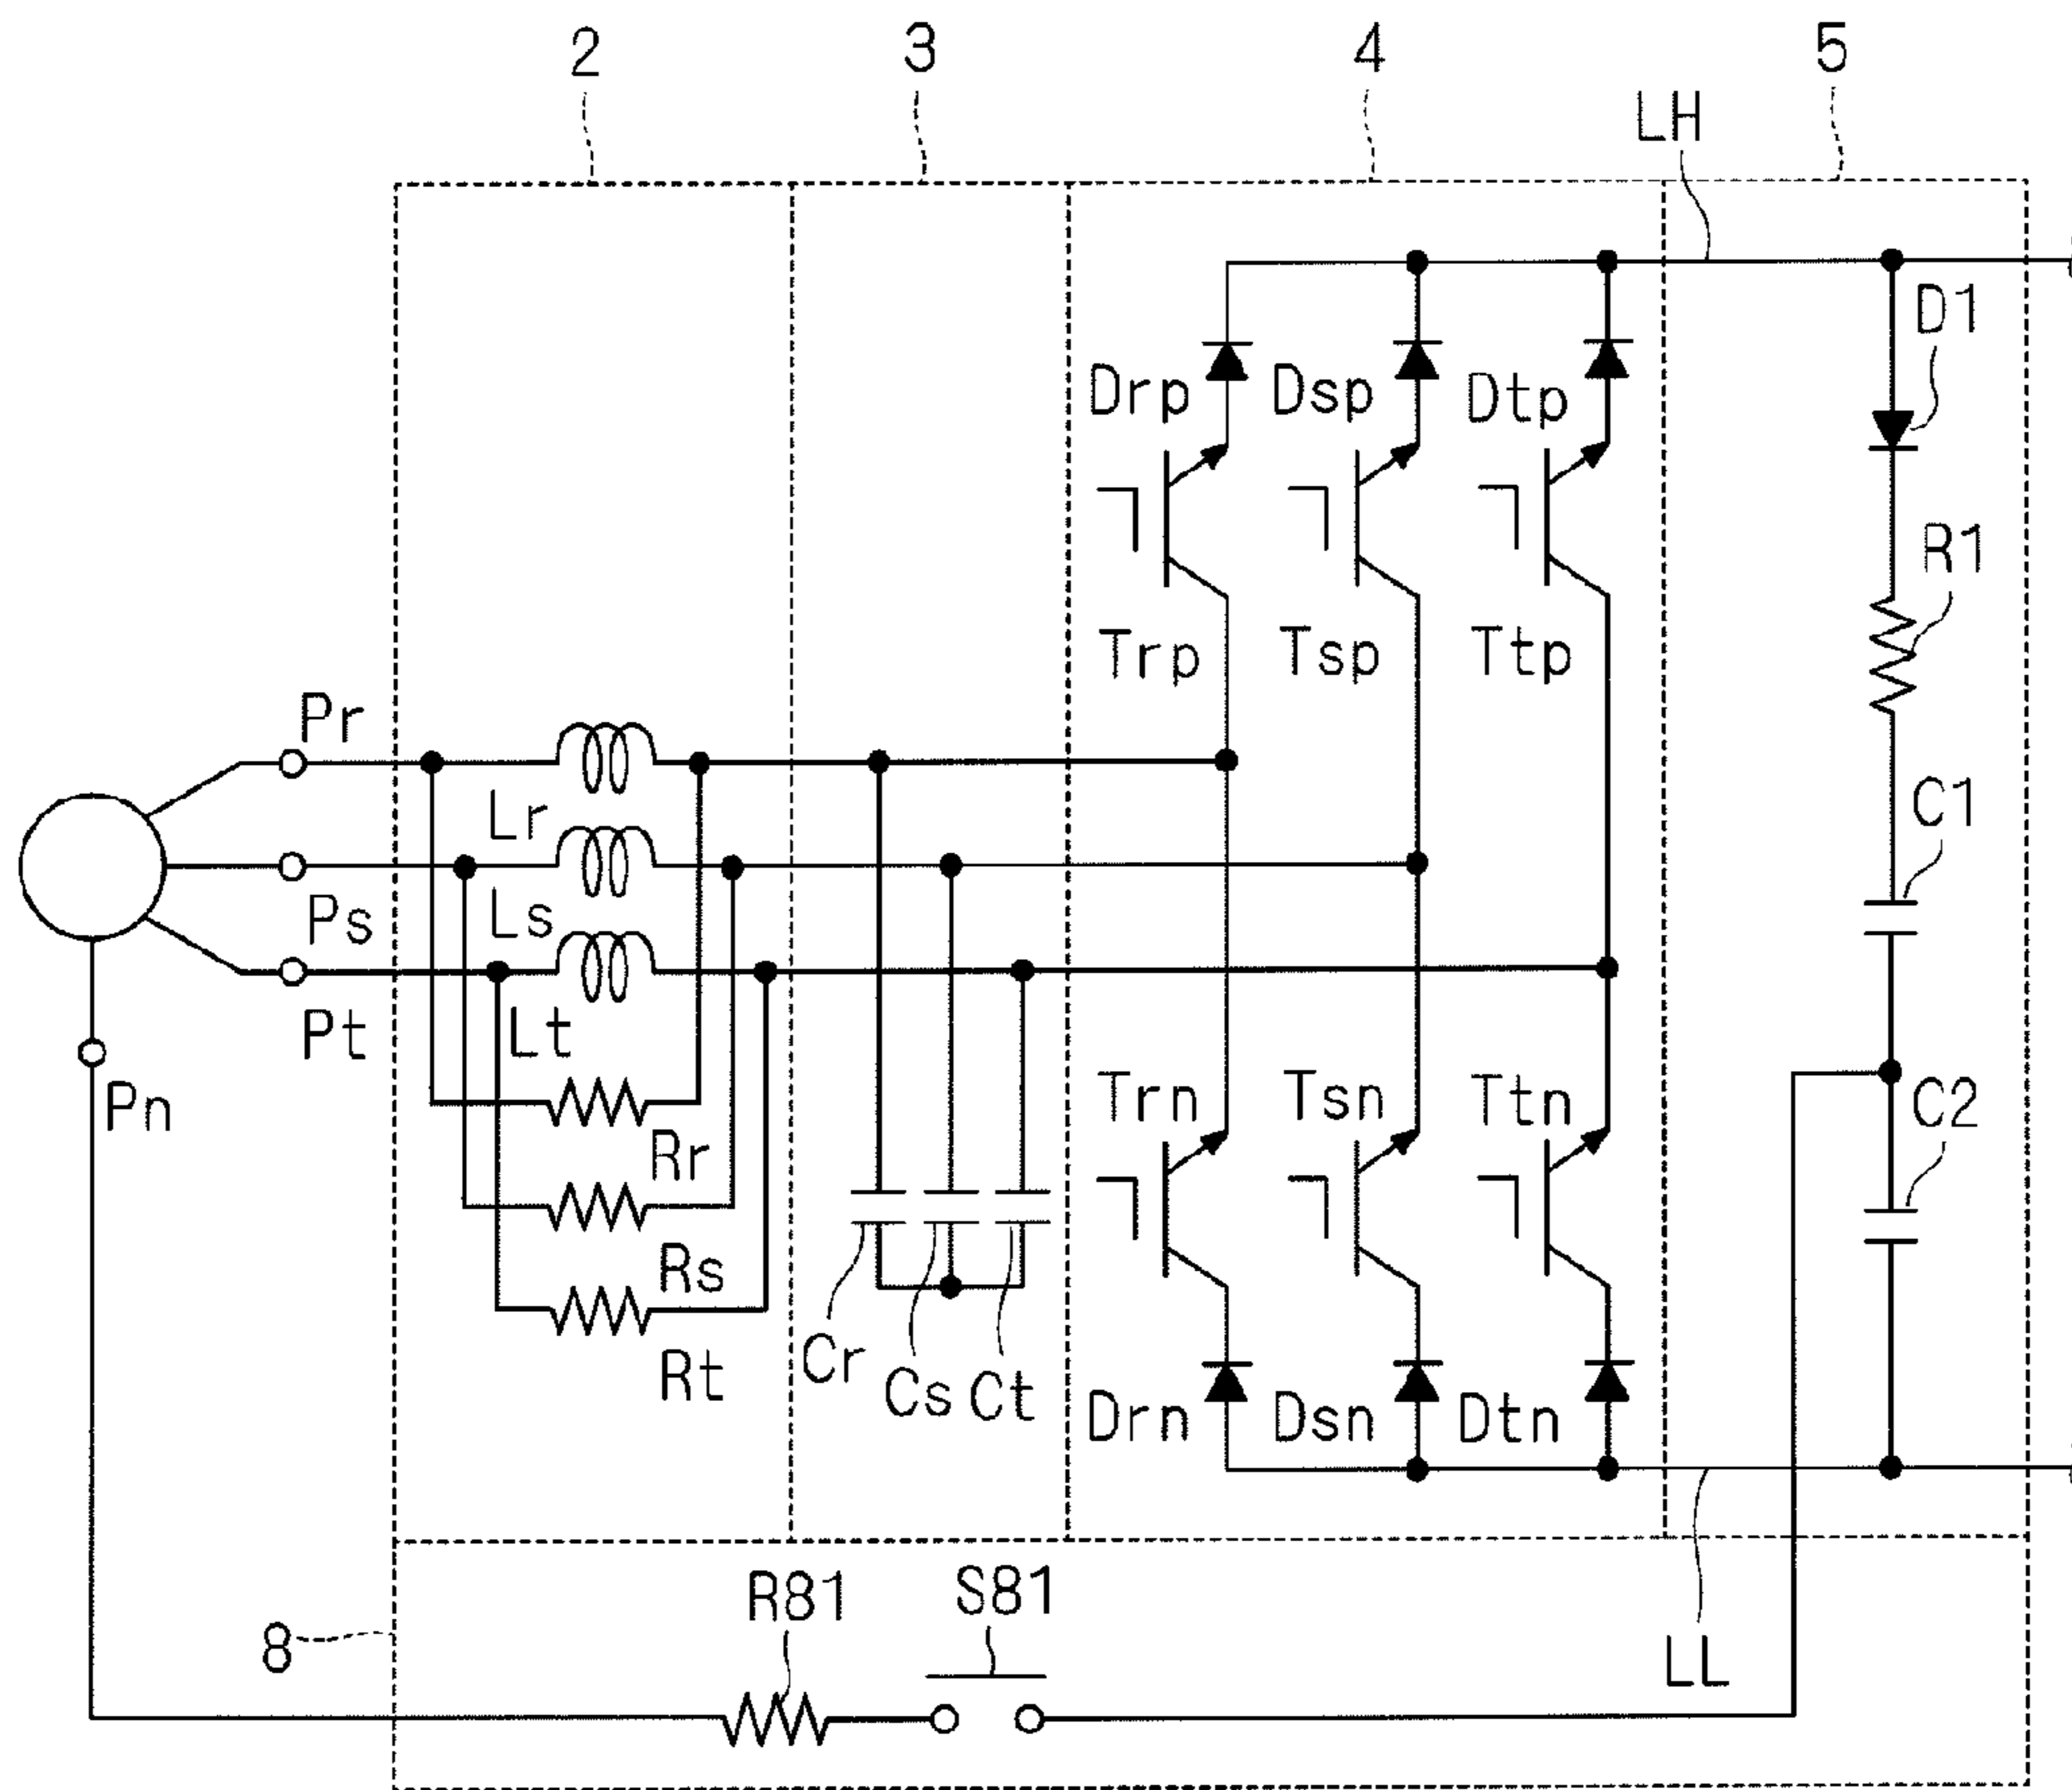 2
3
4
5
LH
D1
Drp
Dsp
Dtp
R1
Trp
Tsp
Ttp
Pr
Lr
C1
Ps
Ls
Pt
Lt
Pn
Trn
Tsn
Ttn
C2
Rr
Rs
Rt
Cr
Cs
Ct
Drn
Dsn
Dtn
R81
S81
8
LL